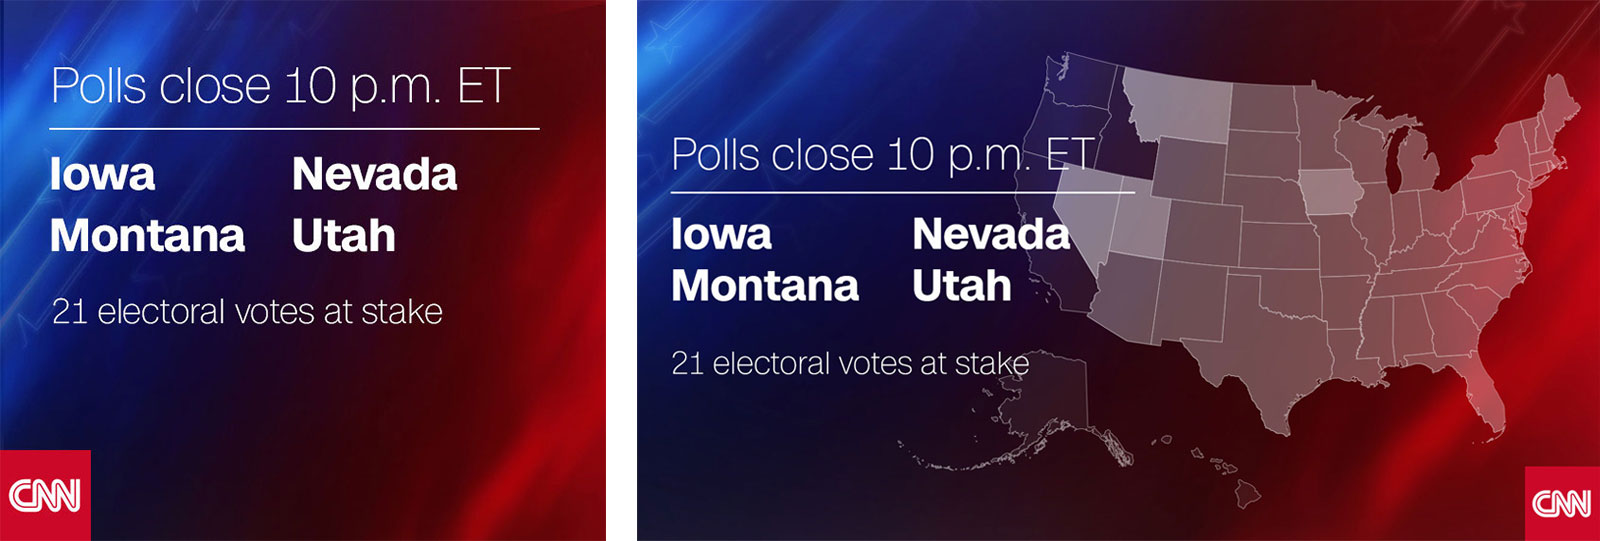 Polls close 10 p.m. ET
Iowa Nevada
Montana Utah
21 electoral votes at stake
CNN
Polls close 10 p.m. ET
Iowa Nevada
Montana Utah
21 electoral votes at stake
CNN